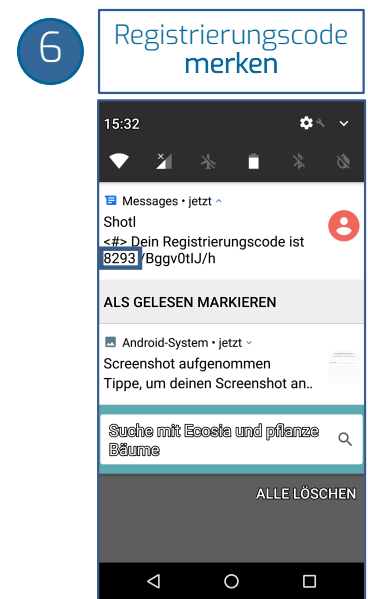 6
Registrierungscode
merken
15:32
Messages • jetzt
Shotl
<#> Dein Registrierungscode ist
8293 /Bggv0tIJ/h
ALS GELESEN MARKIEREN
Android-System • jetzt
Screenshot aufgenommen
Tippe, um deinen Screenshot an..
Suche mit Ecosia und pflanze
Bäume
ALLE LÖSCHEN